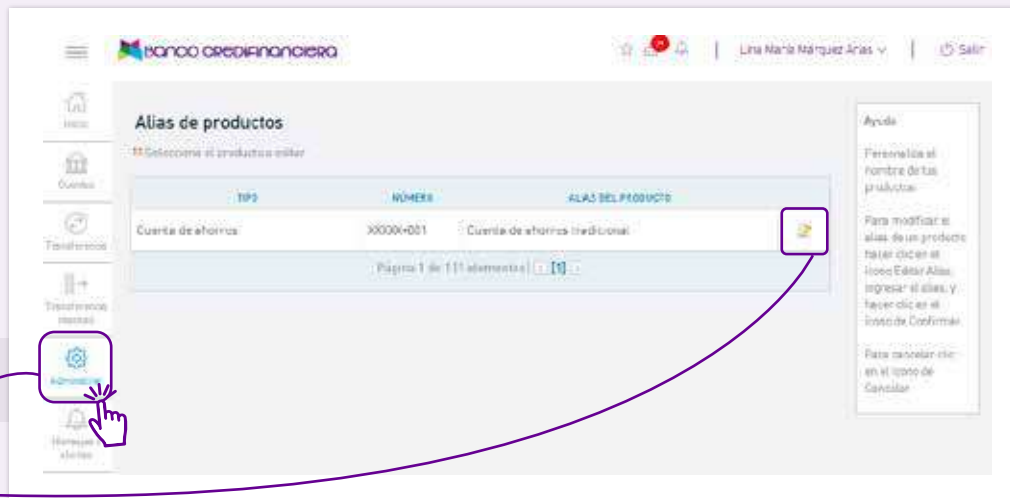 BANCO CREDIFINANCIERA
Lina María Márquez Arias
Salir
Inicio
Cuentas
Transferencias
Transferencias
Administrar
Mensajes
alertas
Alias de productos
Seleccione el producto a editar
TIPO NÚMERO ALIAS DEL PRODUCTO
Cuenta de ahorros Cuenta de ahorros tradicional
Página 1 de 1 (1 elementos) [1]
Ayuda
Personaliza el
nombre de tus
productos
Para modificar el
alias de un producto
hacer clic en el
icono Editar Alias,
ingresar el alias, y
hacer clic en el
icono de Confirmar
Para cancelar clic
en el icono de
Cancelar